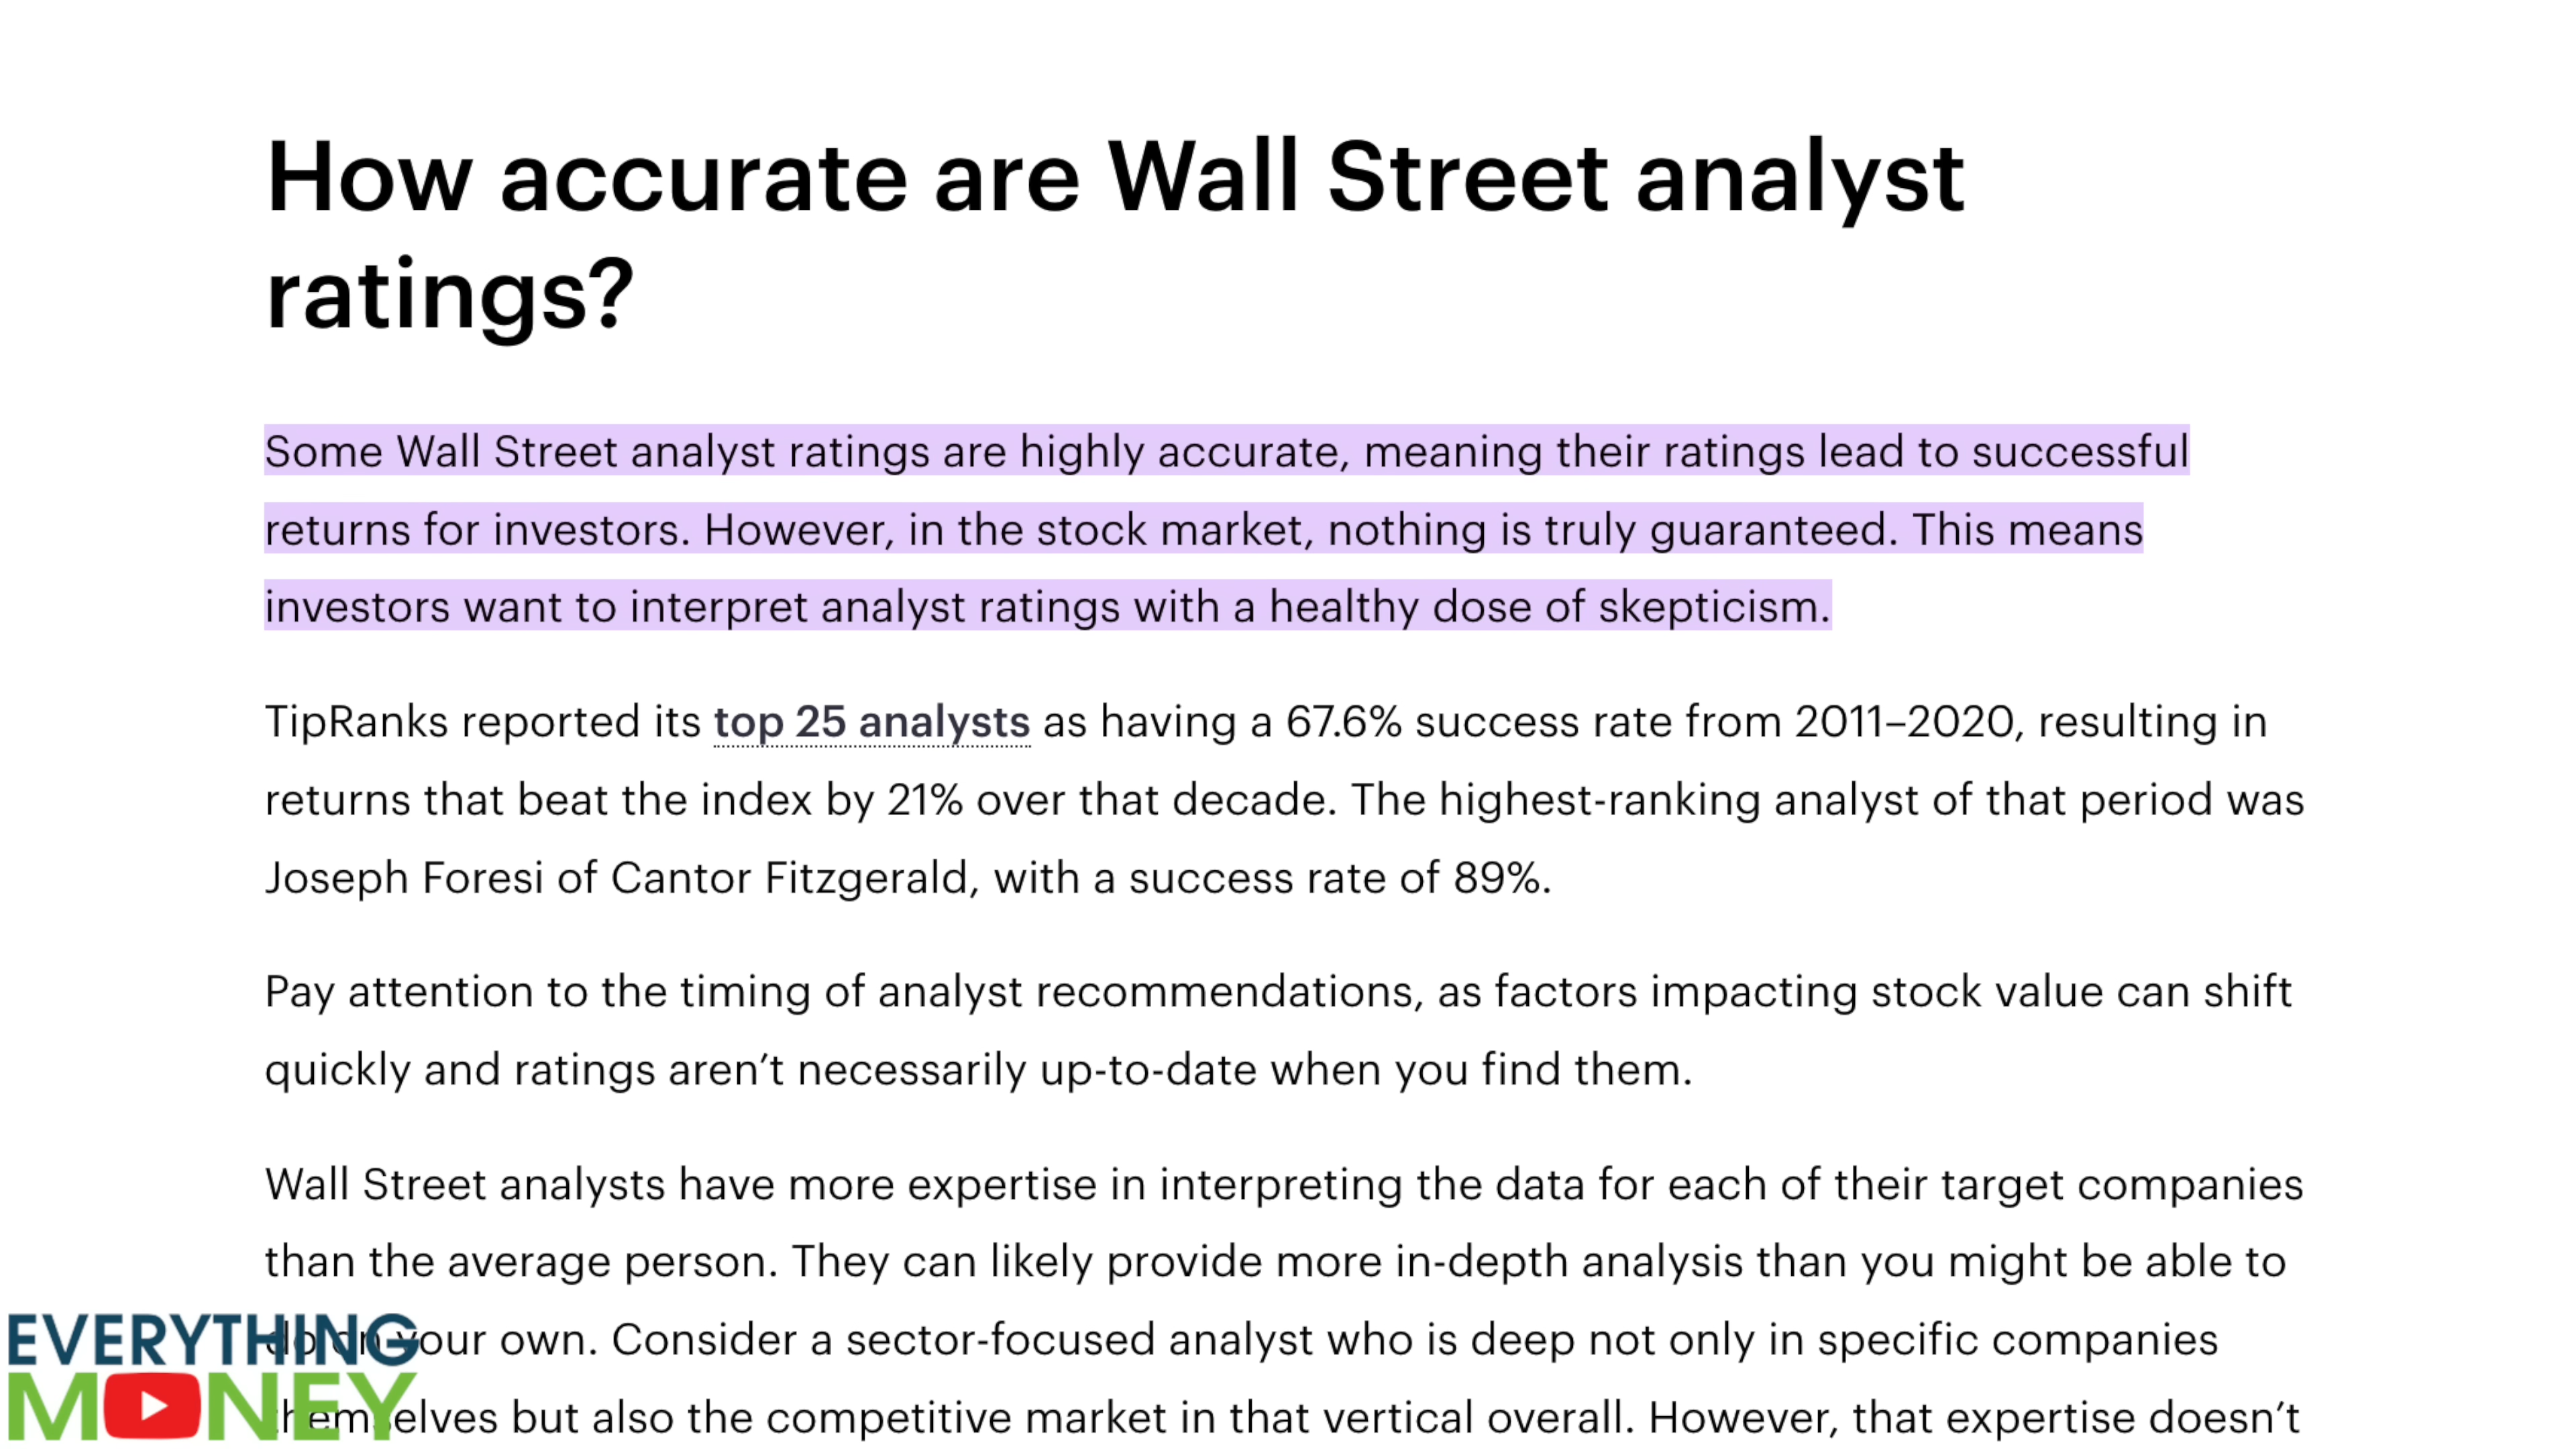 How accurate are Wall Street analyst
ratings?
Some Wall Street analyst ratings are highly accurate, meaning their ratings lead to successful
returns for investors. However, in the stock market, nothing is truly guaranteed. This means
investors want to interpret analyst ratings with a healthy dose of skepticism.
TipRanks reported its top 25 analysts as having a 67.6% success rate from 2011–2020, resulting in
returns that beat the index by 21% over that decade. The highest-ranking analyst of that period was
Joseph Foresi of Cantor Fitzgerald, with a success rate of 89%.
Pay attention to the timing of analyst recommendations, as factors impacting stock value can shift
quickly and ratings aren’t necessarily up-to-date when you find them.
Wall Street analysts have more expertise in interpreting the data for each of their target companies
than the average person. They can likely provide more in-depth analysis than you might be able to
do on your own. Consider a sector-focused analyst who is deep not only in specific companies
themselves but also the competitive market in that vertical overall. However, that expertise doesn’t
EVERYTHING
MONEY